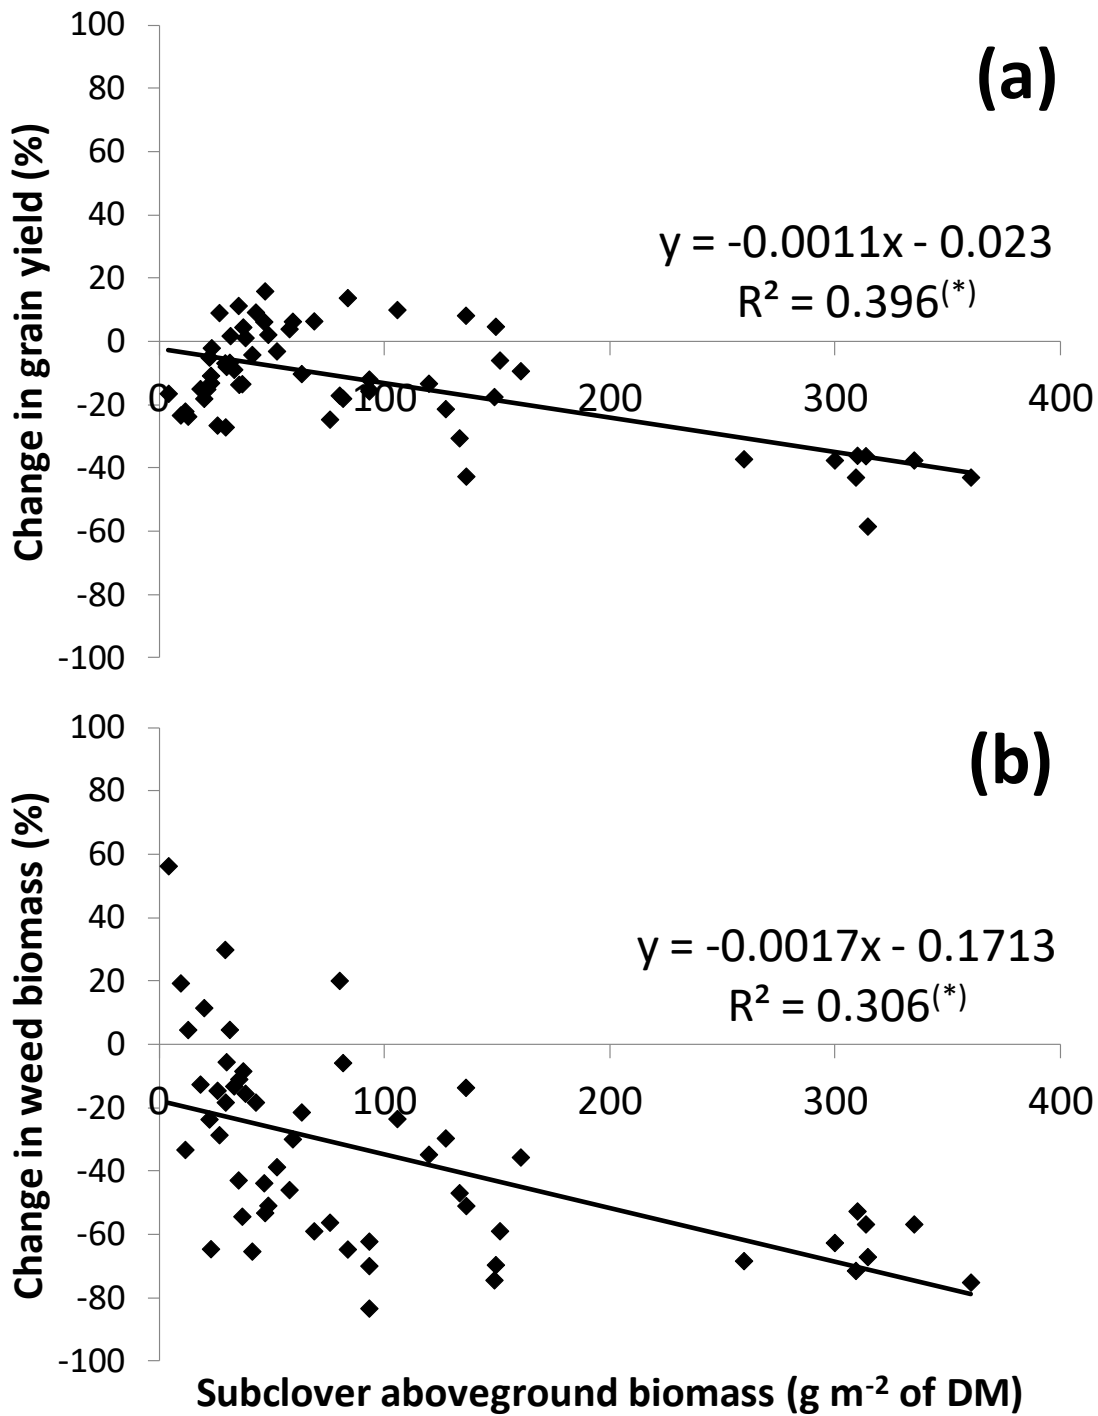 100
(a)
80
60
40
y = -0.0011x - 0.023
R² = 0.396(*)
20
0
-20
-40
-60
-80
-100
0 100 200 300 400
Change in grain yield (%)
100
(b)
80
60
40
y = -0.0017x - 0.1713
R² = 0.306(*)
20
0
-20
-40
-60
-80
-100
0 100 200 300 400
Change in weed biomass (%)
Subclover aboveground biomass (g m-2 of DM)